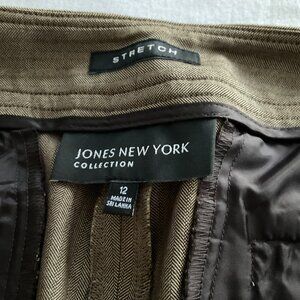 STRETCH
JONES NEW YORK
COLLECTION
12
MADE IN
SRI LANKA